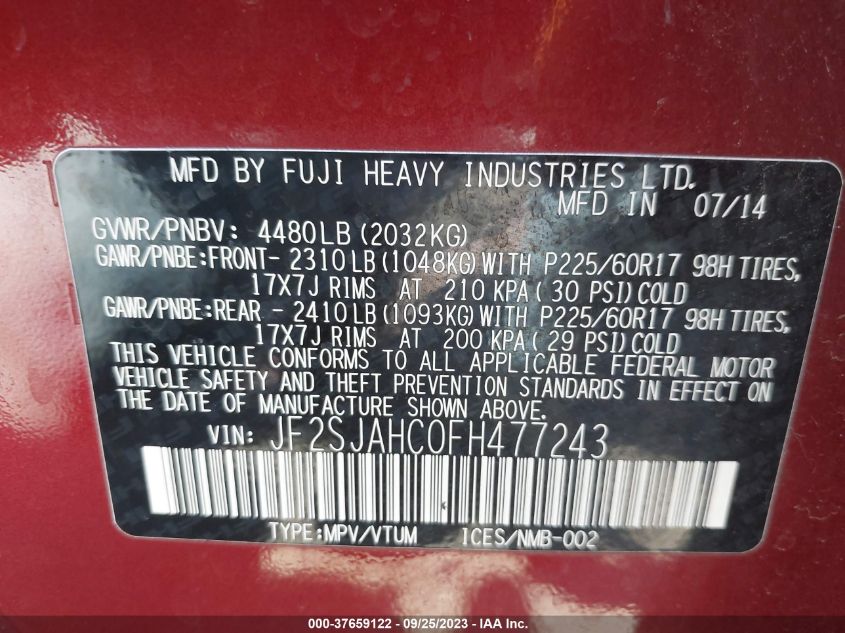 MFD BY FUJI HEAVY INDUSTRIES LTD.
MFD IN 07/14
GVWR/PNBV: 4480LB(2032KG)
GAWR/PNBE:FRONT- 2310LB(1048KG)WITH P225/60R17 98H TIRES,
17X7J RIMS AT 210 KPA(30 PSI)COLD
GAWR/PNBE:REAR - 2410LB(1093KG)WITH P225/60R17 98H TIRES,
17X7J RIMS AT 200 KPA(29 PSI)COLD
THIS VEHICLE CONFORMS TO ALL APPLICABLE FEDERAL MOTOR
VEHICLE SAFETY AND THEFT PREVENTION STANDARDS IN EFFECT ON
THE DATE OF MANUFACTURE SHOWN ABOVE.
VIN: JF2SJAHC0FH477243
TYPE:MPV/VTUM ICES/NMB-002
000-37659122 - 09/25/2023 - IAA Inc.